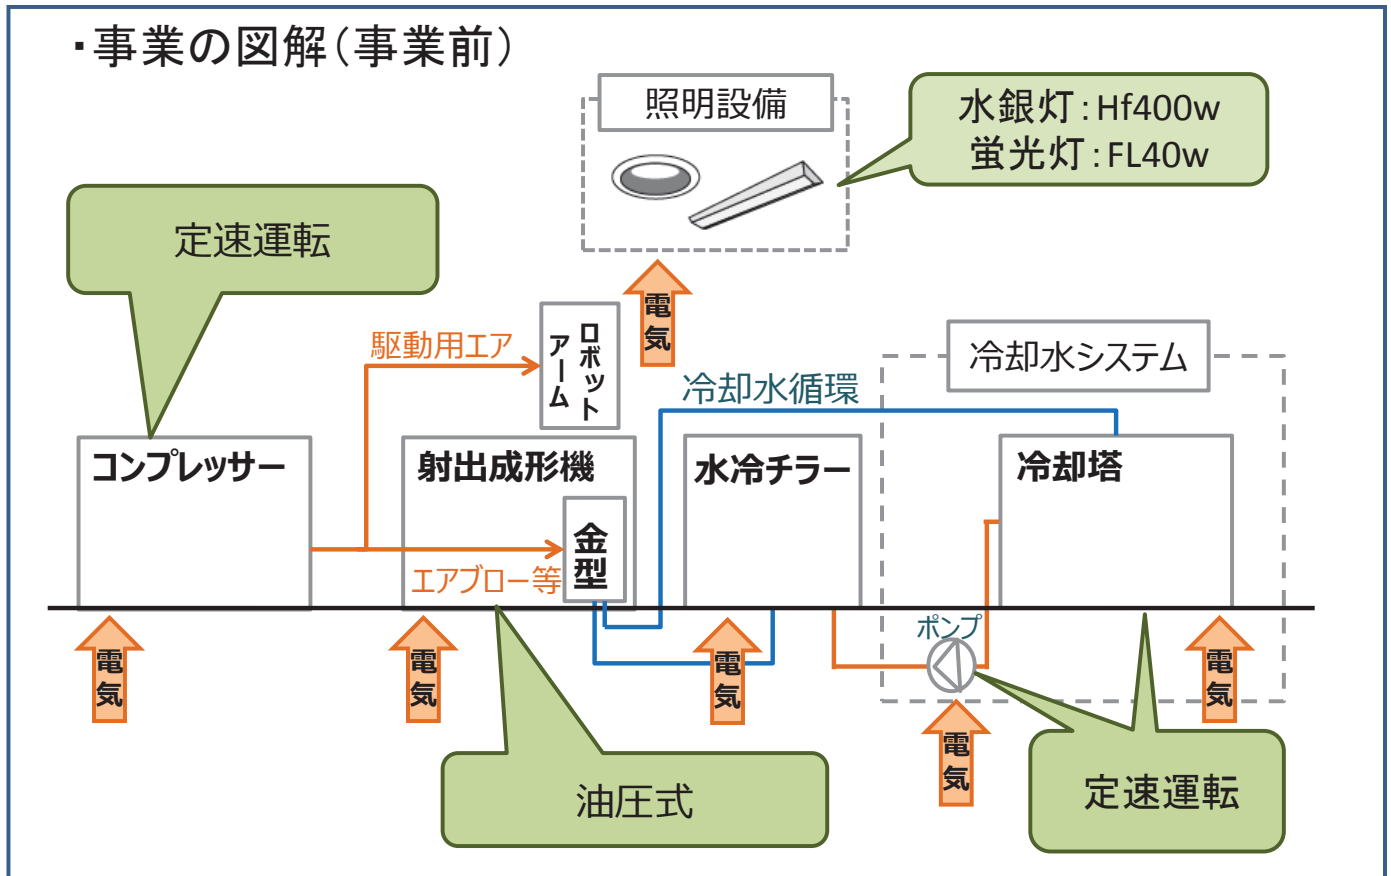 ・事業の図解（事業前）
照明設備
水銀灯：Hf400w
蛍光灯：FL40w
定速運転
電気
駆動用エア
ロボット
アーム
冷却水システム
冷却水循環
コンプレッサー
射出成形機
水冷チラー
冷却塔
金型
エアブロー等
ポンプ
電気
電気
電気
電気
電気
油圧式
定速運転